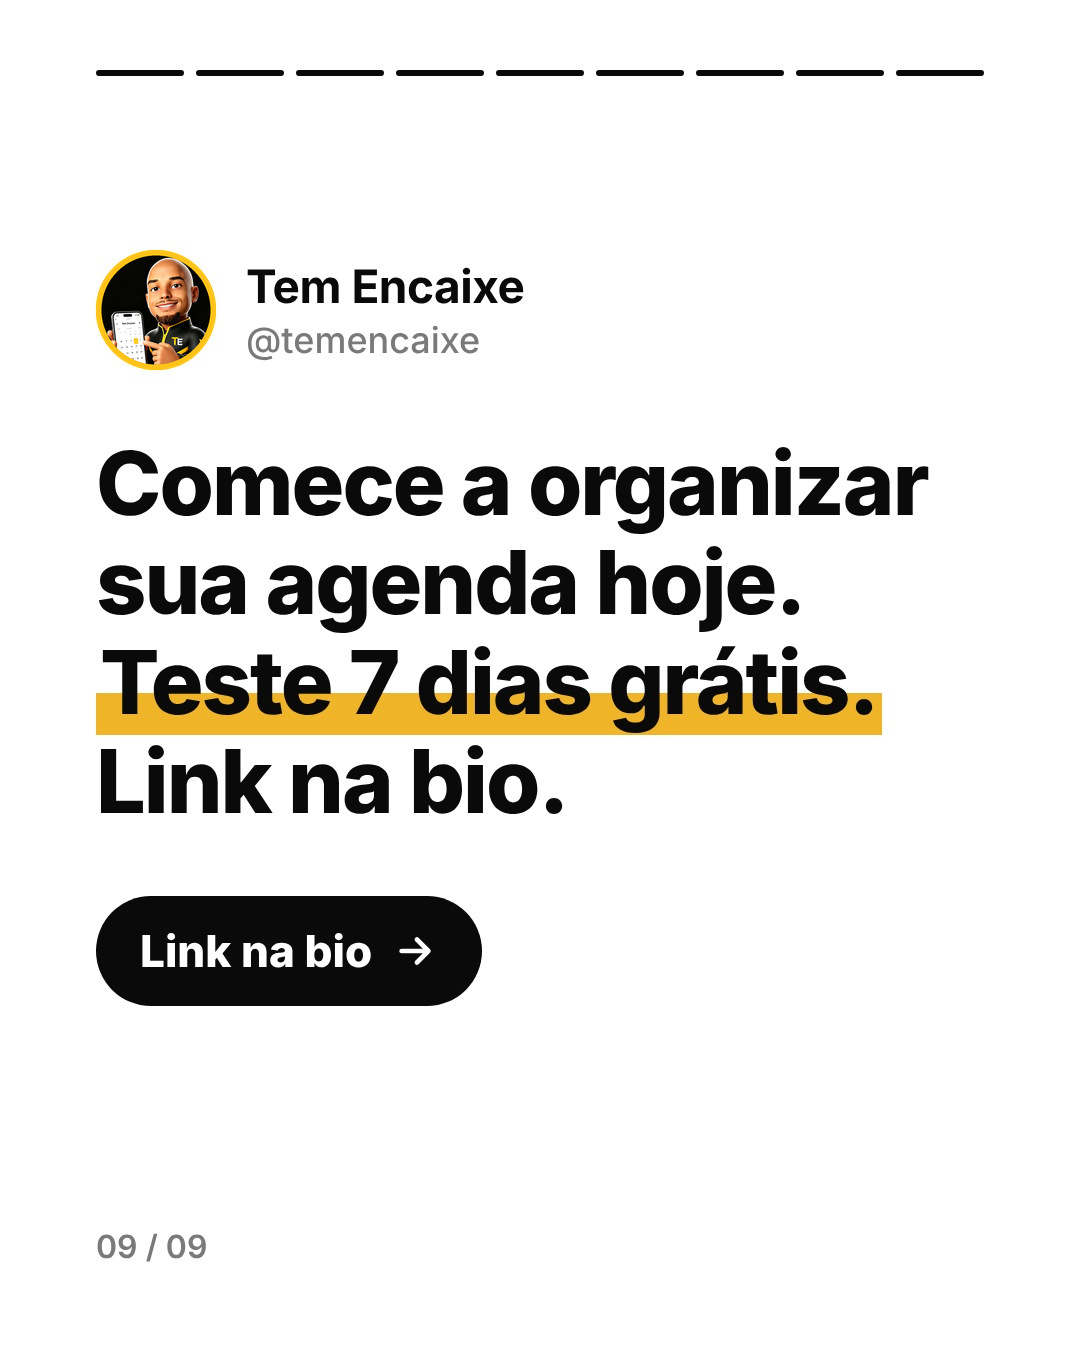 Tem Encaixe
@temencaixe
TE
Comece a organizar
sua agenda hoje.
Teste 7 dias grátis.
Link na bio.
Link na bio →
09 / 09